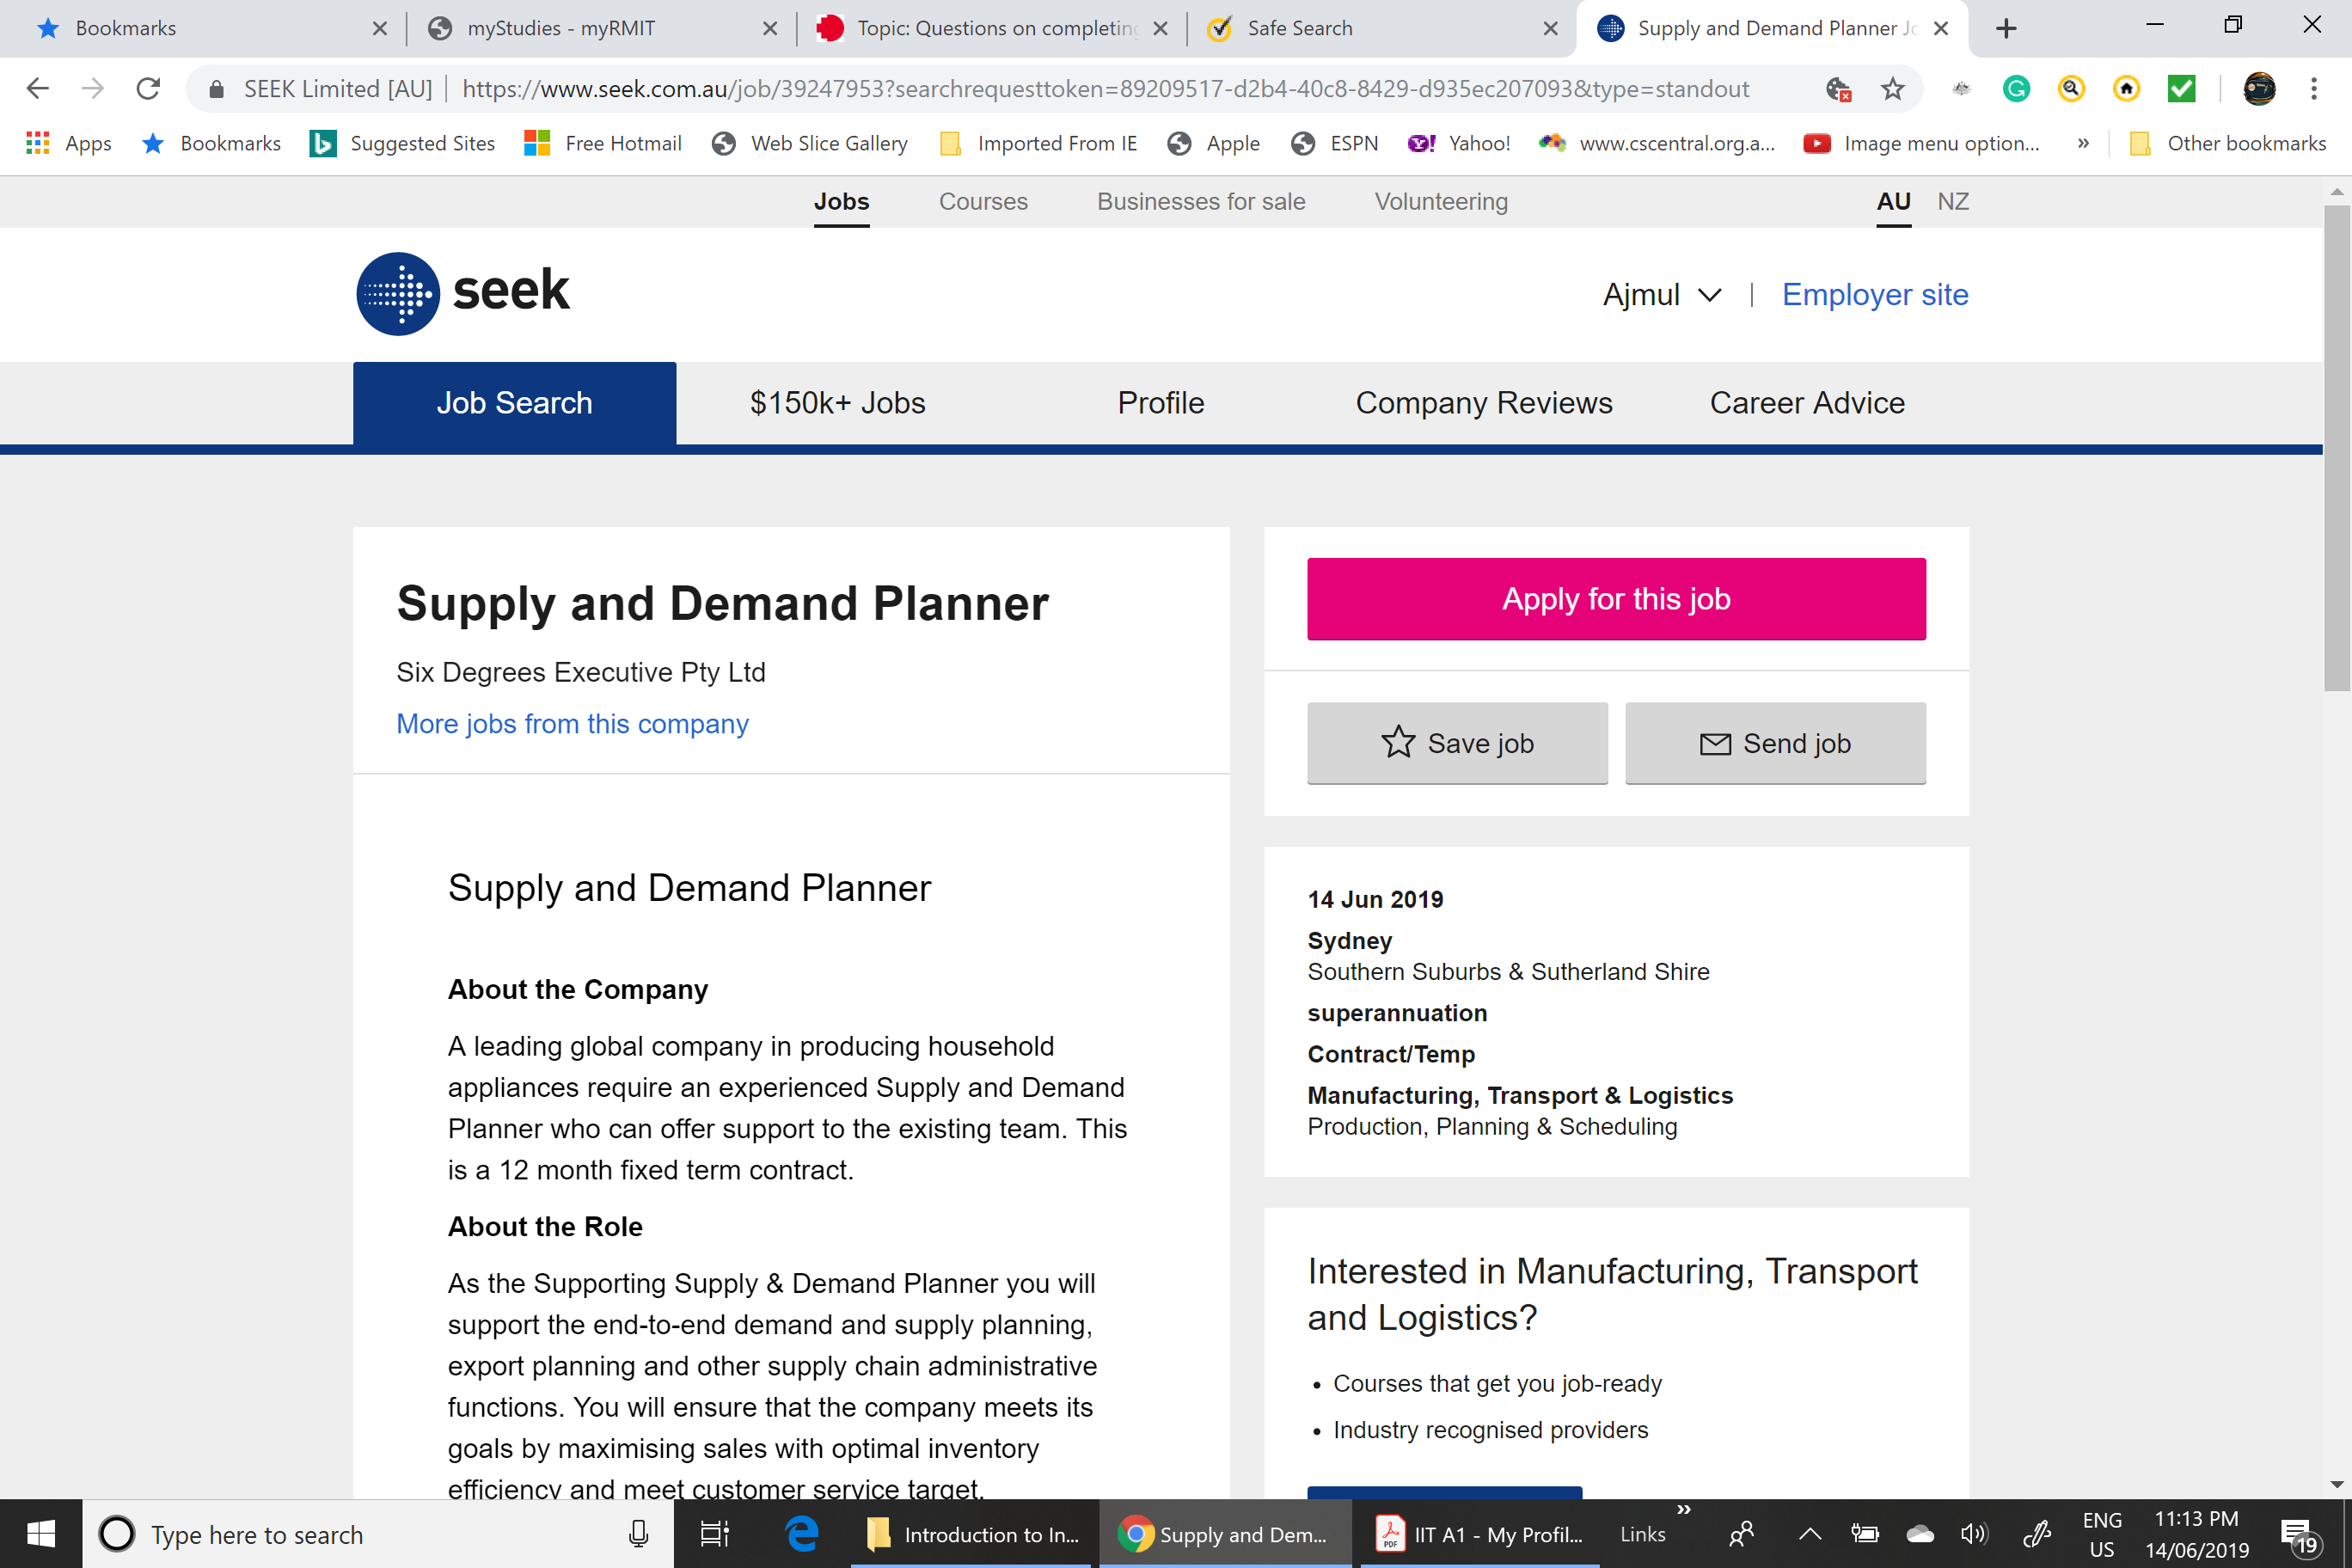 Bookmarks
myStudies - myRMIT
Topic: Questions on completing
Safe Search
Supply and Demand Planner Jo
SEEK Limited [AU] https://www.seek.com.au/job/39247953?searchrequesttoken=89209517-d2b4-40c8-8429-d935ec207093&type=standout
Apps Bookmarks Suggested Sites Free Hotmail Web Slice Gallery Imported From IE Apple ESPN Yahoo! www.cscentral.org.a... Image menu option... » Other bookmarks
Jobs Courses Businesses for sale Volunteering AU NZ
seek
Ajmul | Employer site
Job Search $150k+ Jobs Profile Company Reviews Career Advice
Supply and Demand Planner
Six Degrees Executive Pty Ltd
More jobs from this company
Supply and Demand Planner
About the Company
A leading global company in producing household
appliances require an experienced Supply and Demand
Planner who can offer support to the existing team. This
is a 12 month fixed term contract.
About the Role
As the Supporting Supply & Demand Planner you will
support the end-to-end demand and supply planning,
export planning and other supply chain administrative
functions. You will ensure that the company meets its
goals by maximising sales with optimal inventory
efficiency and meet customer service target.
Apply for this job
Save job
Send job
14 Jun 2019
Sydney
Southern Suburbs & Sutherland Shire
superannuation
Contract/Temp
Manufacturing, Transport & Logistics
Production, Planning & Scheduling
Interested in Manufacturing, Transport
and Logistics?
• Courses that get you job-ready
• Industry recognised providers
Type here to search
Introduction to In...
Supply and Dem...
IIT A1 - My Profil...
Links »
ENG
US
11:13 PM
14/06/2019
19